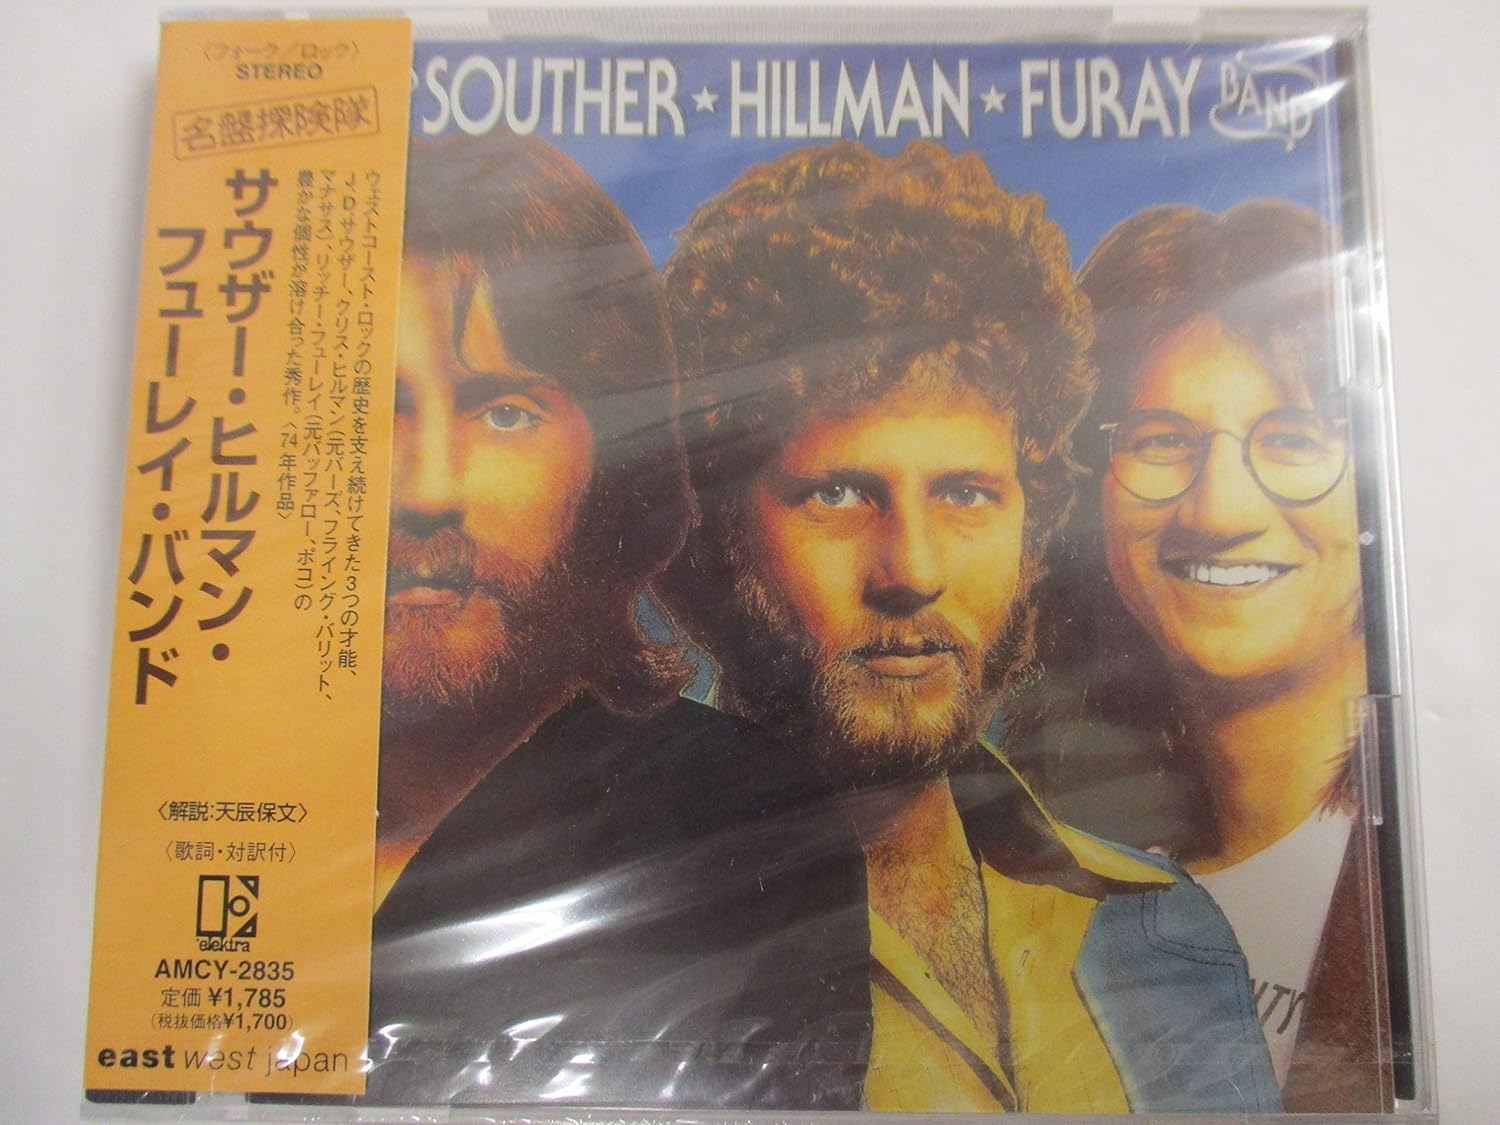 〈フォーク／ロック〉
STEREO
名盤探険隊
サウザー・ヒルマン・
フューレイ・バンド
ウェストコースト・ロックの歴史を支え続けてきた3つの才能、
J.D.サウザー、クリス・ヒルマン(元バーズ、フライング・バリット、
マナサス)、リッチー・フューレイ(元バッファロー、ポコ)の
豊かな個性が溶け合った秀作。〈74年作品〉
〈解説:天辰保文〉
〈歌詞・対訳付〉
elektra
AMCY-2835
定価 ¥1,785
(税抜価格¥1,700)
east west japan
SOUTHER★HILLMAN★FURAY BAND